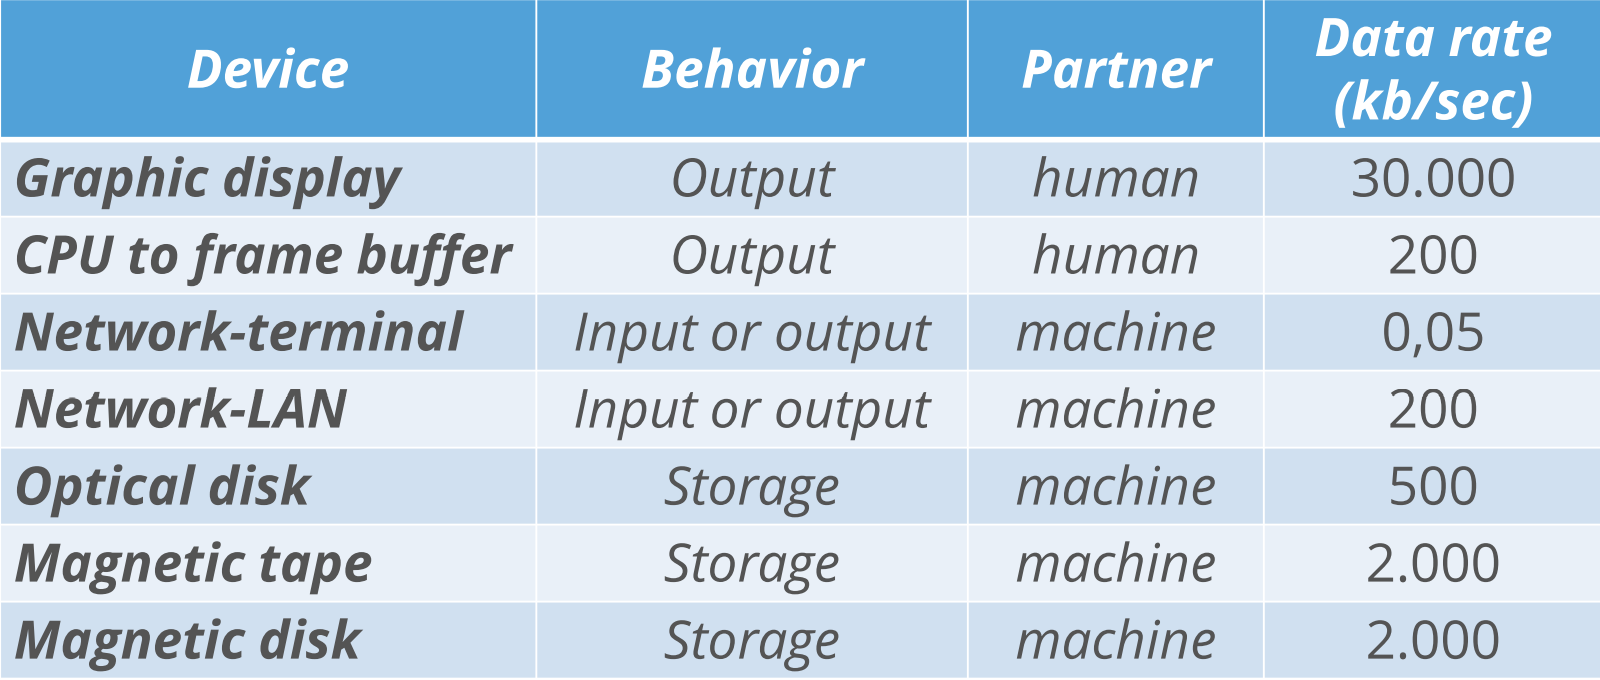 Device Behavior Partner Data rate (kb/sec)
Graphic display Output human 30.000
CPU to frame buffer Output human 200
Network-terminal Input or output machine 0,05
Network-LAN Input or output machine 200
Optical disk Storage machine 500
Magnetic tape Storage machine 2.000
Magnetic disk Storage machine 2.000